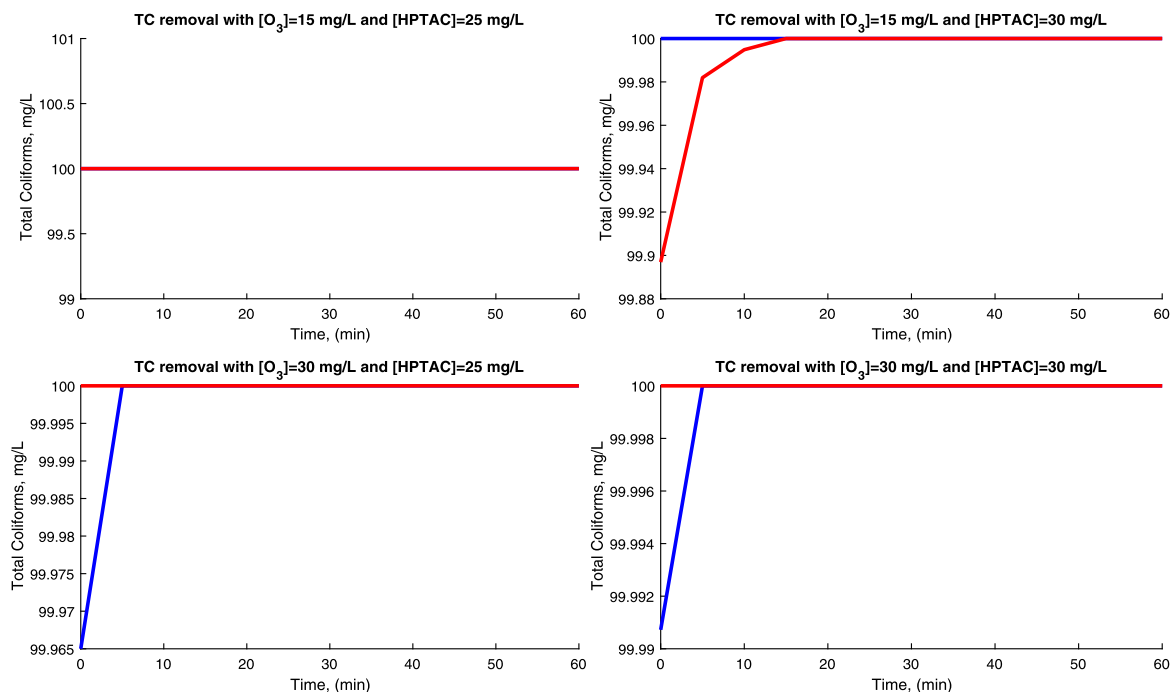 TC removal with [O3]=15 mg/L and [HPTAC]=25 mg/L
Total Coliforms, mg/L
101
100.5
100
99.5
99
0 10 20 30 40 50 60
Time, (min)
TC removal with [O3]=15 mg/L and [HPTAC]=30 mg/L
Total Coliforms, mg/L
100
99.98
99.96
99.94
99.92
99.9
99.88
0 10 20 30 40 50 60
Time, (min)
TC removal with [O3]=30 mg/L and [HPTAC]=25 mg/L
Total Coliforms, mg/L
100
99.995
99.99
99.985
99.98
99.975
99.97
99.965
0 10 20 30 40 50 60
Time, (min)
TC removal with [O3]=30 mg/L and [HPTAC]=30 mg/L
Total Coliforms, mg/L
100
99.998
99.996
99.994
99.992
99.99
0 10 20 30 40 50 60
Time, (min)